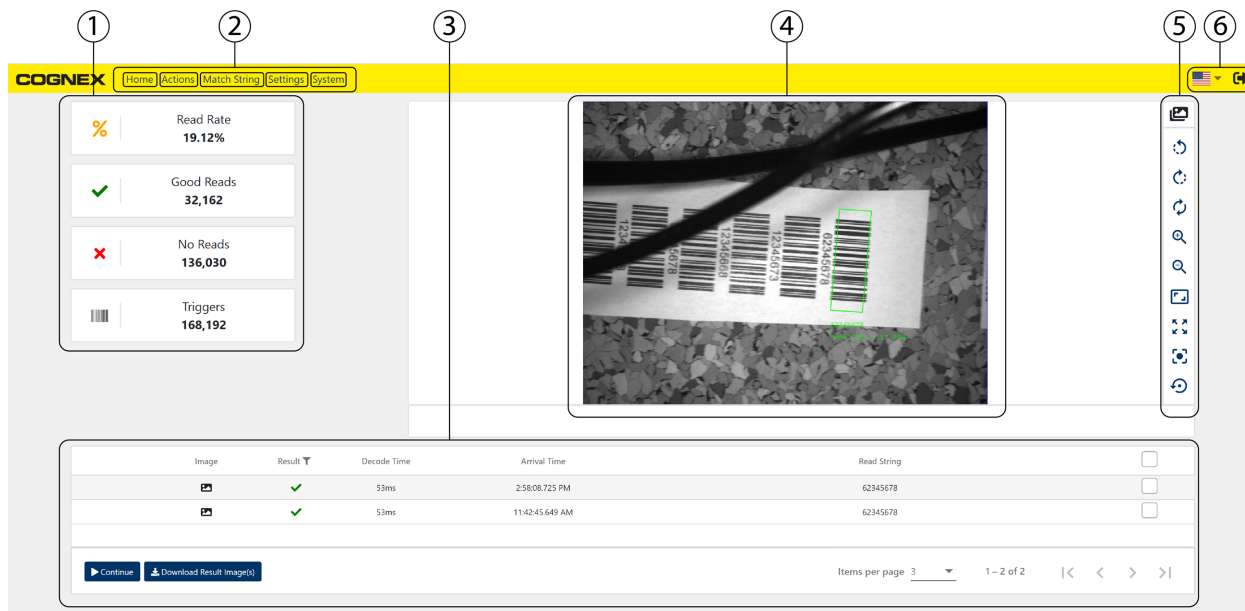 1 2 3 4 5 6
COGNEX Home Actions Match String Settings System
Read Rate
19.12%
Good Reads
32,162
No Reads
136,030
Triggers
168,192
12345668
12345673
62345678
62345678
Image Result Decode Time Arrival Time Read String
53ms 2:58:08.725 PM 62345678
53ms 11:42:45.649 AM 62345678
Continue Download Result Image(s) Items per page 3 1 – 2 of 2